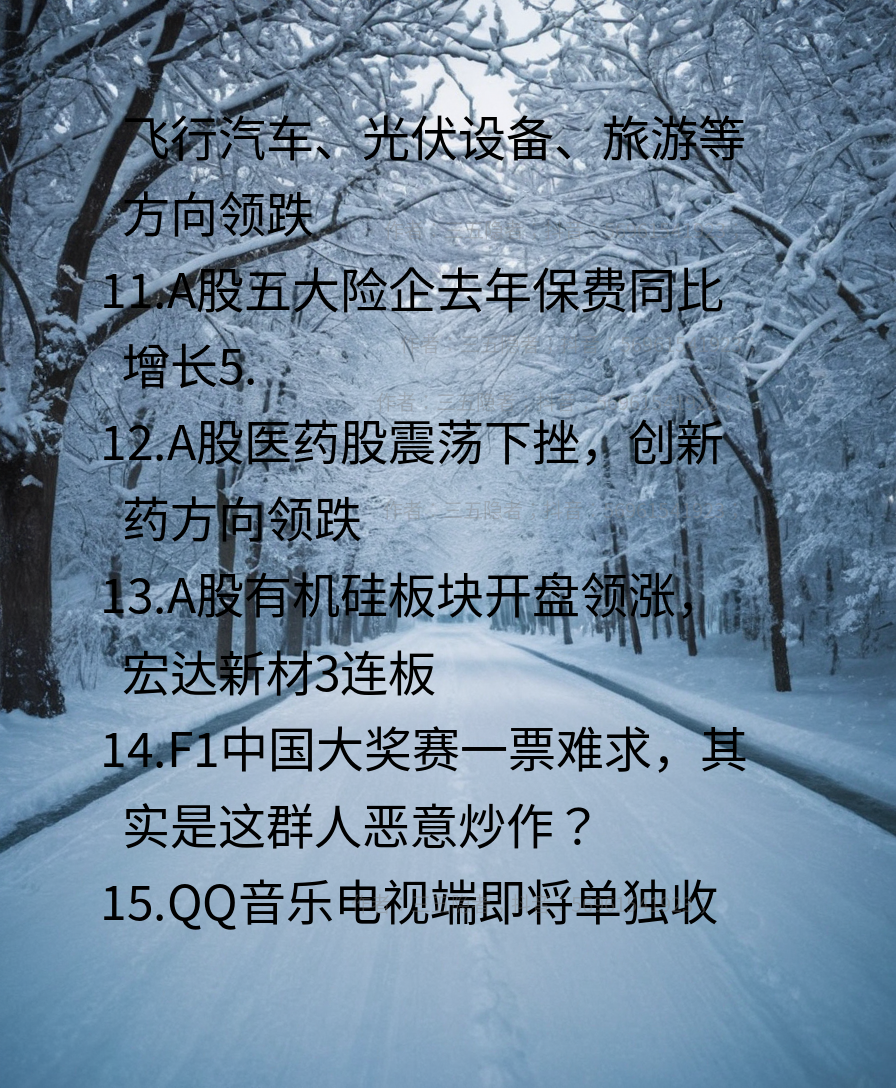 飞行汽车、光伏设备、旅游等
方向领跌
11.A股五大险企去年保费同比
增长5.
12.A股医药股震荡下挫，创新
药方向领跌
13.A股有机硅板块开盘领涨，
宏达新材3连板
14.F1中国大奖赛一票难求，其
实是这群人恶意炒作？
15.QQ音乐电视端即将单独收